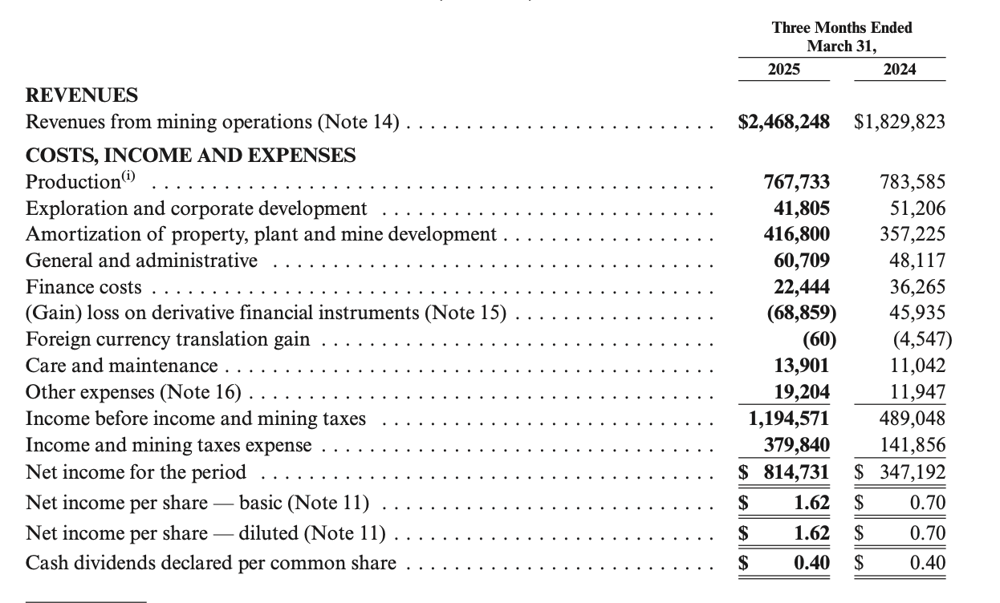 Three Months Ended
March 31,
2025 2024
REVENUES
Revenues from mining operations (Note 14) . . . . . . . . . . . . . . . . . . . . . . . . . . $2,468,248 $1,829,823
COSTS, INCOME AND EXPENSES
Production(i) . . . . . . . . . . . . . . . . . . . . . . . . . . . . . . . . . . . . . . . . . . . . . . . 767,733 783,585
Exploration and corporate development . . . . . . . . . . . . . . . . . . . . . . . . . . . . 41,805 51,206
Amortization of property, plant and mine development . . . . . . . . . . . . . . . . . . 416,800 357,225
General and administrative . . . . . . . . . . . . . . . . . . . . . . . . . . . . . . . . . . . . . 60,709 48,117
Finance costs . . . . . . . . . . . . . . . . . . . . . . . . . . . . . . . . . . . . . . . . . . . . . . . 22,444 36,265
(Gain) loss on derivative financial instruments (Note 15) . . . . . . . . . . . . . . . . . (68,859) 45,935
Foreign currency translation gain . . . . . . . . . . . . . . . . . . . . . . . . . . . . . . . . . (60) (4,547)
Care and maintenance . . . . . . . . . . . . . . . . . . . . . . . . . . . . . . . . . . . . . . . . . 13,901 11,042
Other expenses (Note 16) . . . . . . . . . . . . . . . . . . . . . . . . . . . . . . . . . . . . . . . 19,204 11,947
Income before income and mining taxes . . . . . . . . . . . . . . . . . . . . . . . . . . . . 1,194,571 489,048
Income and mining taxes expense . . . . . . . . . . . . . . . . . . . . . . . . . . . . . . . . . 379,840 141,856
Net income for the period . . . . . . . . . . . . . . . . . . . . . . . . . . . . . . . . . . . . . . $ 814,731 $ 347,192
Net income per share — basic (Note 11) . . . . . . . . . . . . . . . . . . . . . . . . . . . . $ 1.62 $ 0.70
Net income per share — diluted (Note 11) . . . . . . . . . . . . . . . . . . . . . . . . . . . $ 1.62 $ 0.70
Cash dividends declared per common share . . . . . . . . . . . . . . . . . . . . . . . . . . $ 0.40 $ 0.40